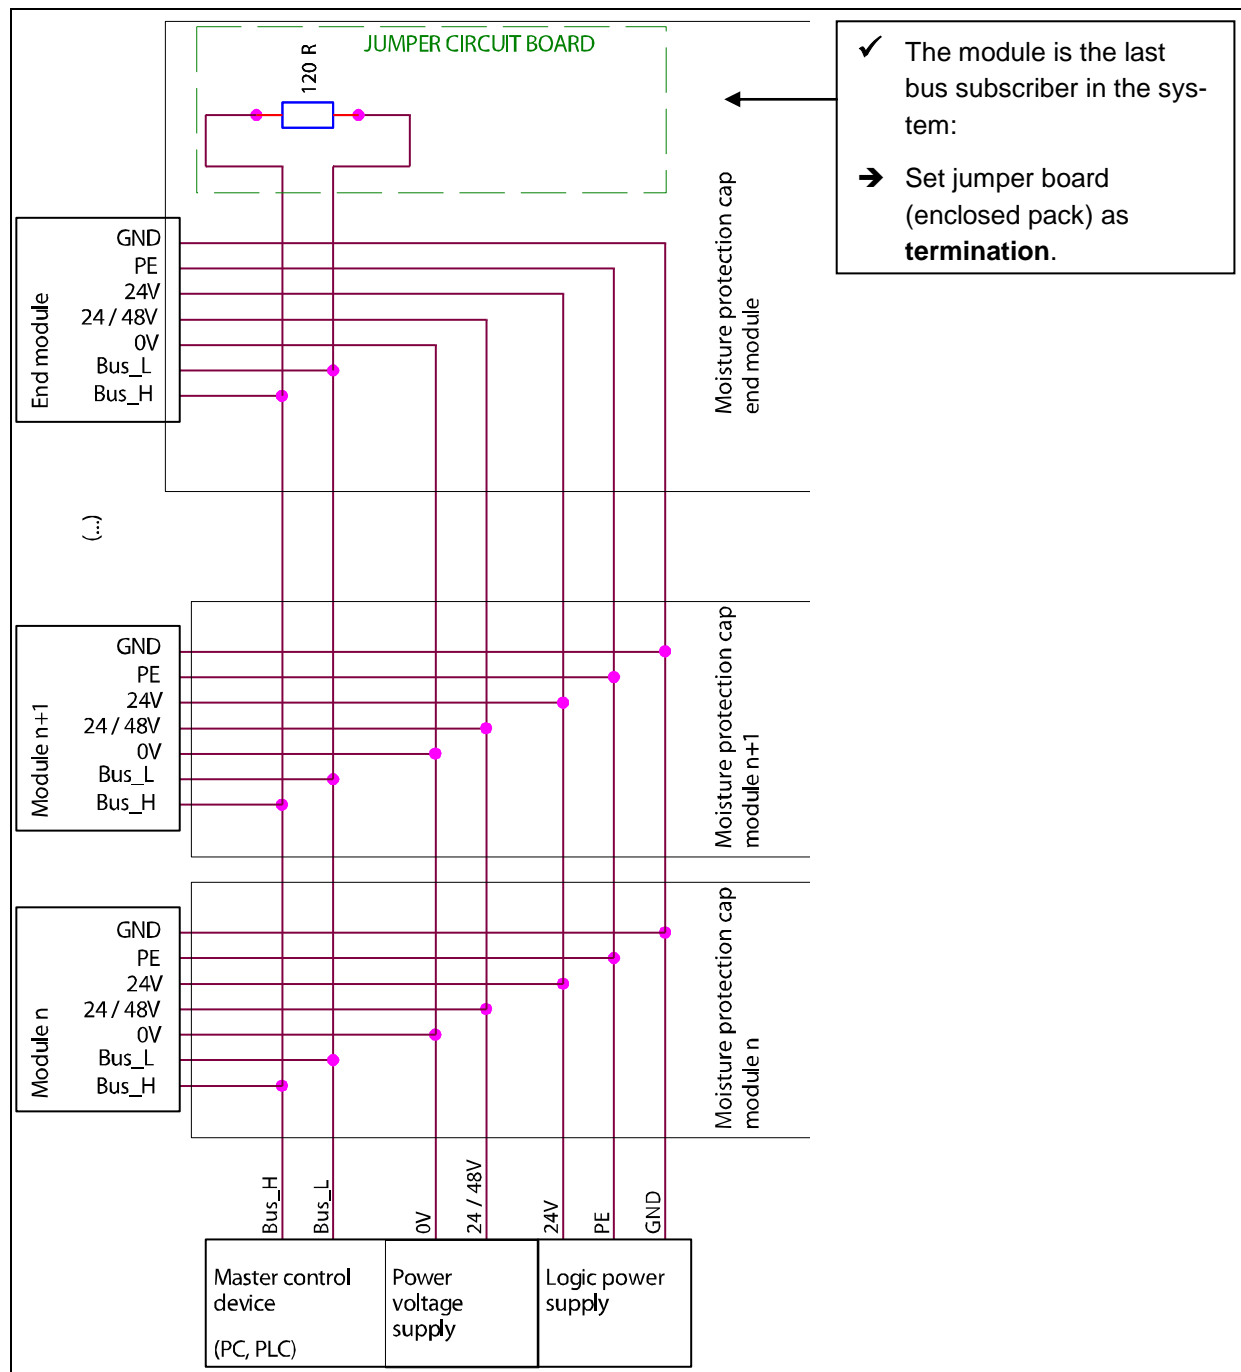 JUMPER CIRCUIT BOARD
120 R
✓ The module is the last
bus subscriber in the sys-
tem:
➔ Set jumper board
(enclosed pack) as
termination.
End module
GND
PE
24V
24 / 48V
0V
Bus_L
Bus_H
Moisture protection cap
end module
(...)
Module n+1
GND
PE
24V
24 / 48V
0V
Bus_L
Bus_H
Moisture protection cap
module n+1
Module n
GND
PE
24V
24 / 48V
0V
Bus_L
Bus_H
Moisture protection cap
module n
Bus_H
Bus_L
0V
24 / 48V
24V
PE
GND
Master control
device
(PC, PLC)
Power
voltage
supply
Logic power
supply